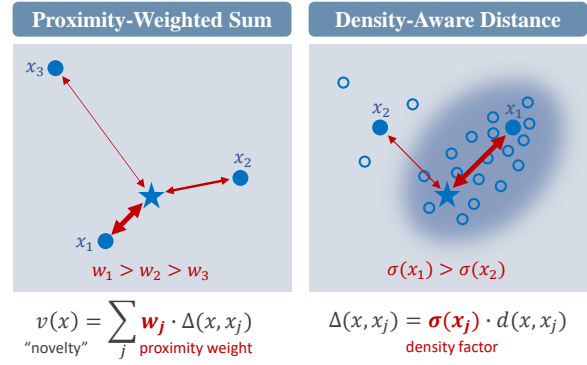 Proximity-Weighted Sum
x₃
x₂
x₁
w₁ > w₂ > w₃
v(x) = ∑ⱼ wⱼ · Δ(x, xⱼ)
“novelty” proximity weight
Density-Aware Distance
x₂
x₁
σ(x₁) > σ(x₂)
Δ(x, xⱼ) = σ(xⱼ) · d(x, xⱼ)
density factor